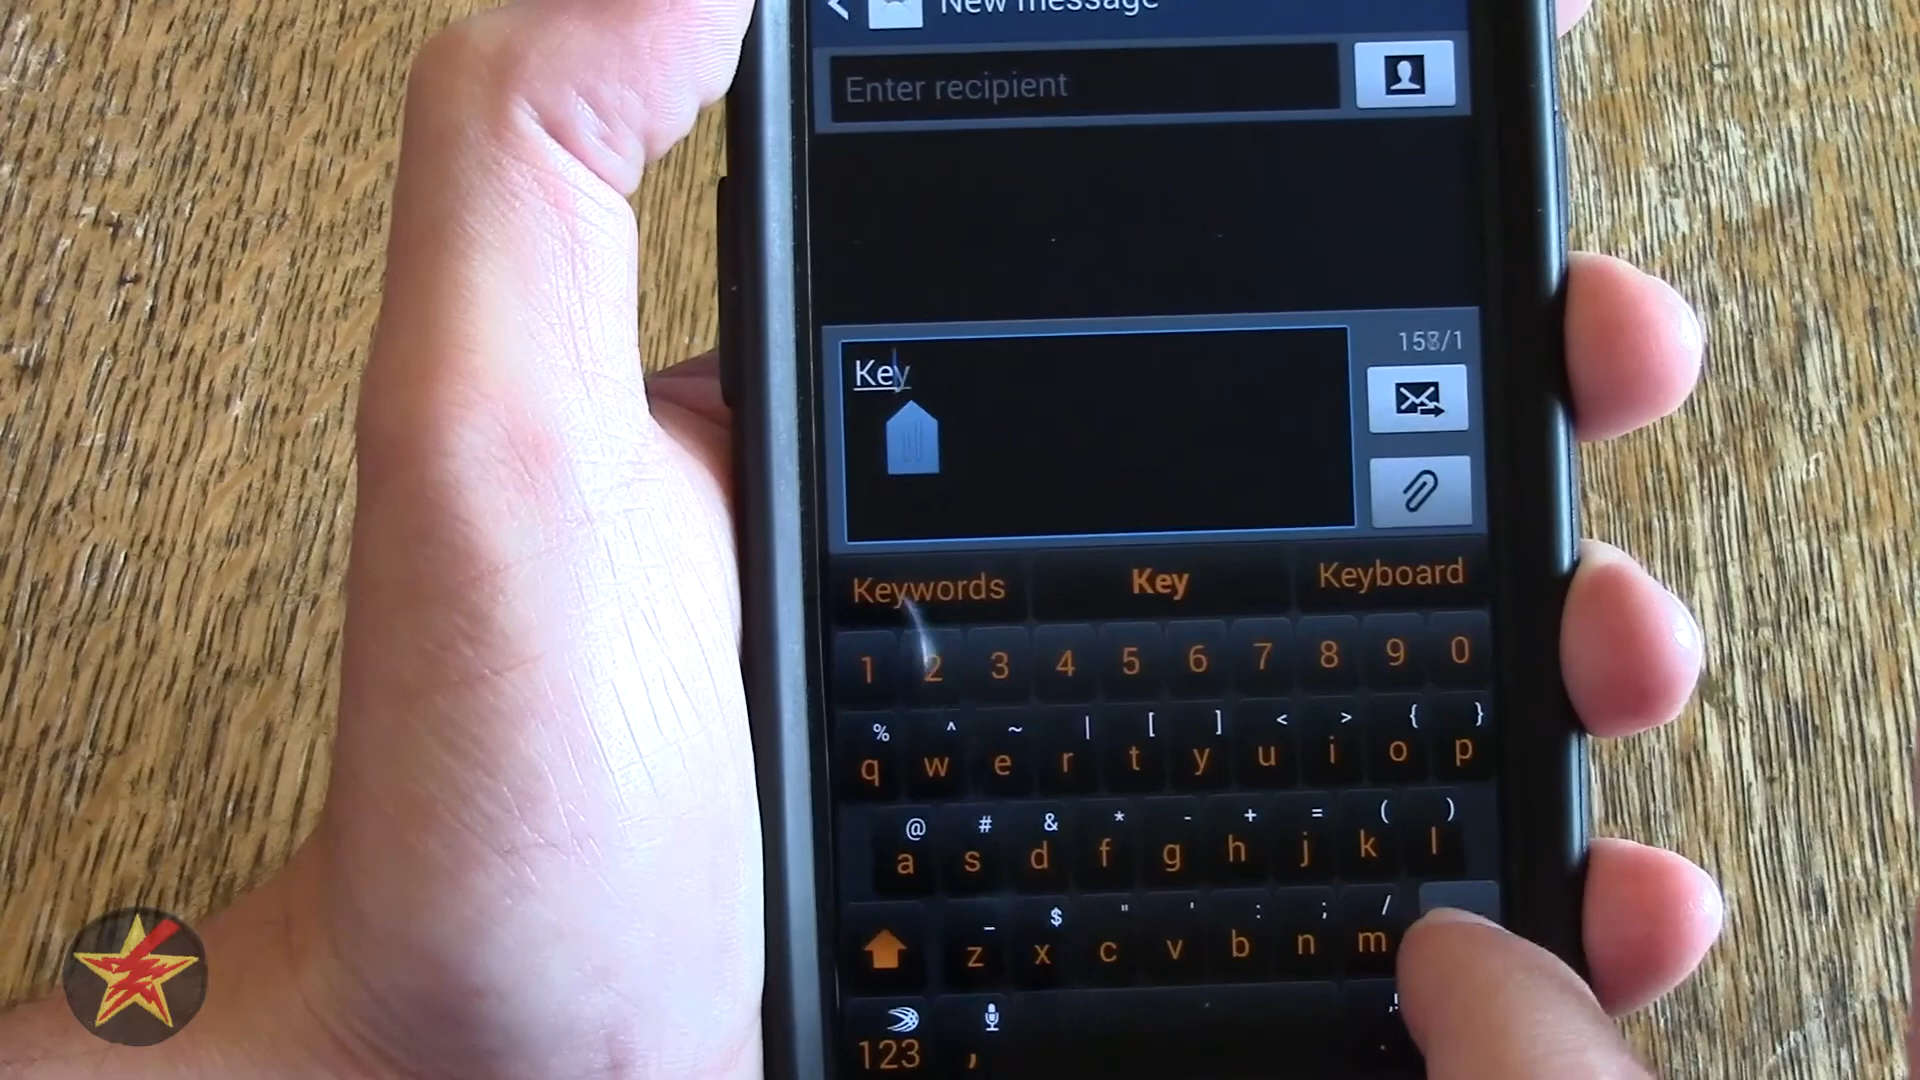 New message
Enter recipient
/1
Key
Keywords Key Keyboard
1 2 3 4 5 6 7 8 9 0
% ^ ~ | [ ] < > { }
q w e r t y u i o p
@ # & * - + = ( )
a s d f g h j k l
_ $ " ' : ; /
z x c v b n m
,!
123 , .